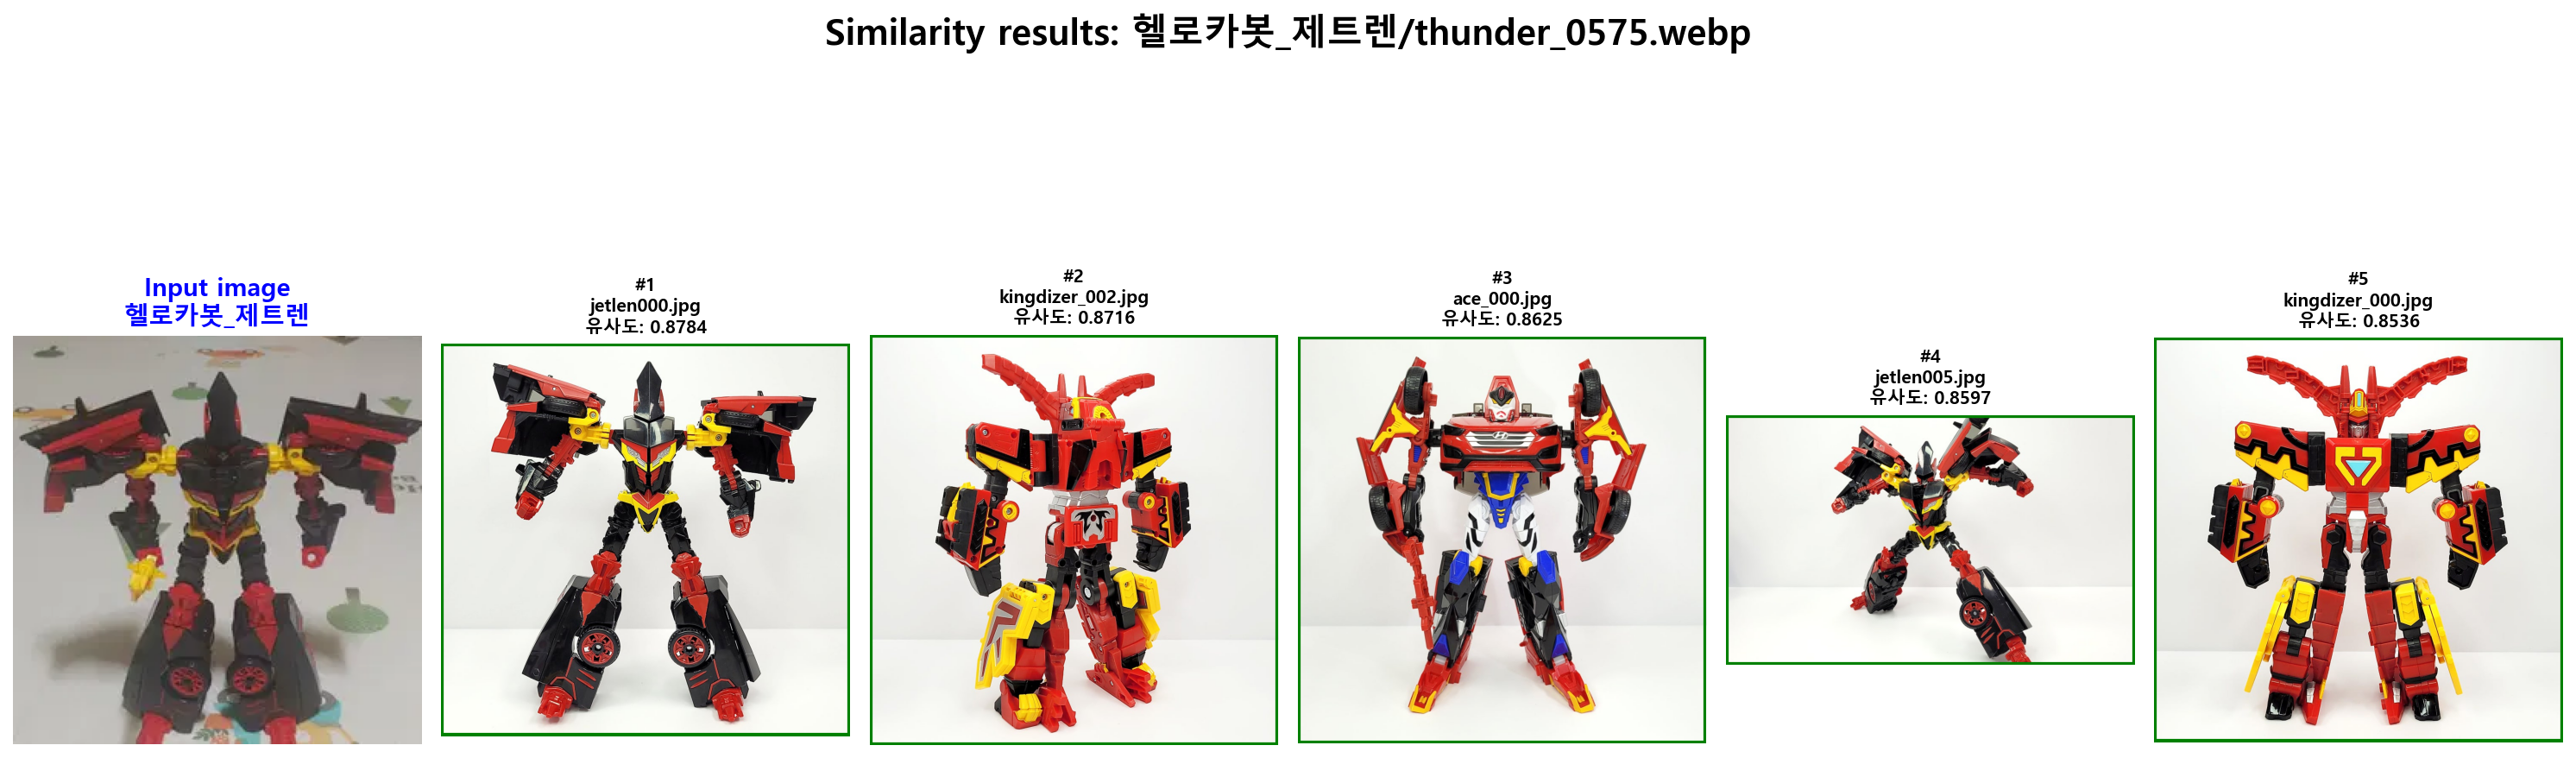 Similarity results: 헬로카봇_제트렌/thunder_0575.webp
Input image
헬로카봇_제트렌
#1
jetlen000.jpg
유사도: 0.8784
#2
kingdizer_002.jpg
유사도: 0.8716
#3
ace_000.jpg
유사도: 0.8625
#4
jetlen005.jpg
유사도: 0.8597
#5
kingdizer_000.jpg
유사도: 0.8536